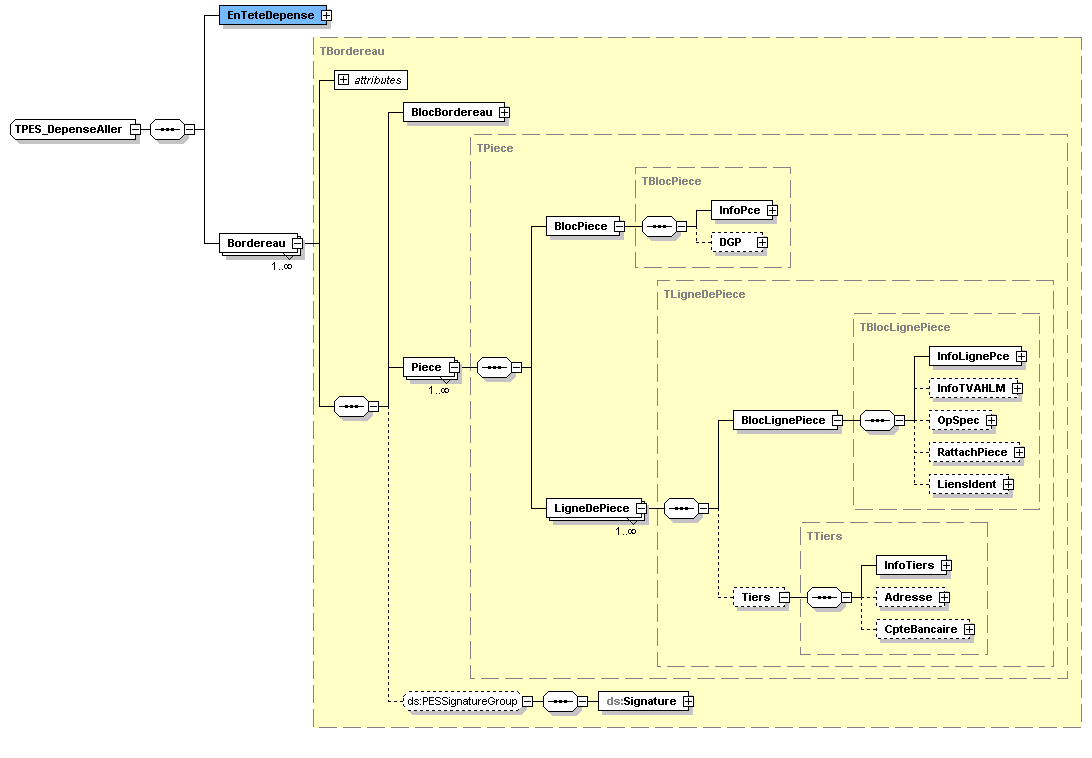 EnTeteDepense
TBordereau
attributes
TPES_DepenseAller
BlocBordereau
TPiece
TBlocPiece
InfoPce
BlocPiece
DGP
Bordereau
1..∞
TLigneDePiece
TBlocLignePiece
InfoLignePce
Piece
1..∞
InfoTVAHLM
BlocLignePiece
OpSpec
RattachPiece
LiensIdent
LigneDePiece
1..∞
TTiers
InfoTiers
Tiers
Adresse
CpteBancaire
ds:PESSignatureGroup
ds:Signature